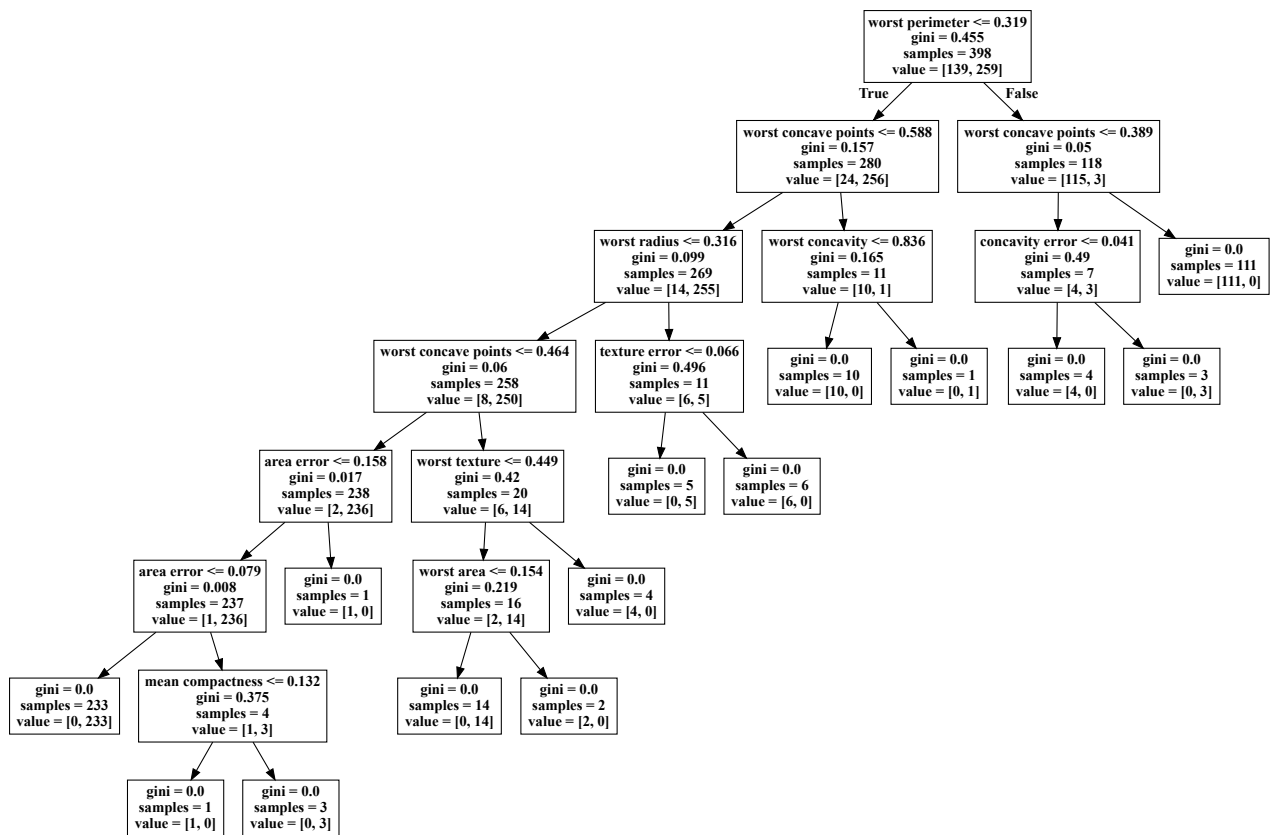 worst perimeter <= 0.319
gini = 0.455
samples = 398
value = [139, 259]
True
False
worst concave points <= 0.588
gini = 0.157
samples = 280
value = [24, 256]
worst concave points <= 0.389
gini = 0.05
samples = 118
value = [115, 3]
worst radius <= 0.316
gini = 0.099
samples = 269
value = [14, 255]
worst concavity <= 0.836
gini = 0.165
samples = 11
value = [10, 1]
concavity error <= 0.041
gini = 0.49
samples = 7
value = [4, 3]
gini = 0.0
samples = 111
value = [111, 0]
worst concave points <= 0.464
gini = 0.06
samples = 258
value = [8, 250]
texture error <= 0.066
gini = 0.496
samples = 11
value = [6, 5]
gini = 0.0
samples = 10
value = [10, 0]
gini = 0.0
samples = 1
value = [0, 1]
gini = 0.0
samples = 4
value = [4, 0]
gini = 0.0
samples = 3
value = [0, 3]
area error <= 0.158
gini = 0.017
samples = 238
value = [2, 236]
worst texture <= 0.449
gini = 0.42
samples = 20
value = [6, 14]
gini = 0.0
samples = 5
value = [0, 5]
gini = 0.0
samples = 6
value = [6, 0]
area error <= 0.079
gini = 0.008
samples = 237
value = [1, 236]
gini = 0.0
samples = 1
value = [1, 0]
worst area <= 0.154
gini = 0.219
samples = 16
value = [2, 14]
gini = 0.0
samples = 4
value = [4, 0]
gini = 0.0
samples = 233
value = [0, 233]
mean compactness <= 0.132
gini = 0.375
samples = 4
value = [1, 3]
gini = 0.0
samples = 14
value = [0, 14]
gini = 0.0
samples = 2
value = [2, 0]
gini = 0.0
samples = 1
value = [1, 0]
gini = 0.0
samples = 3
value = [0, 3]